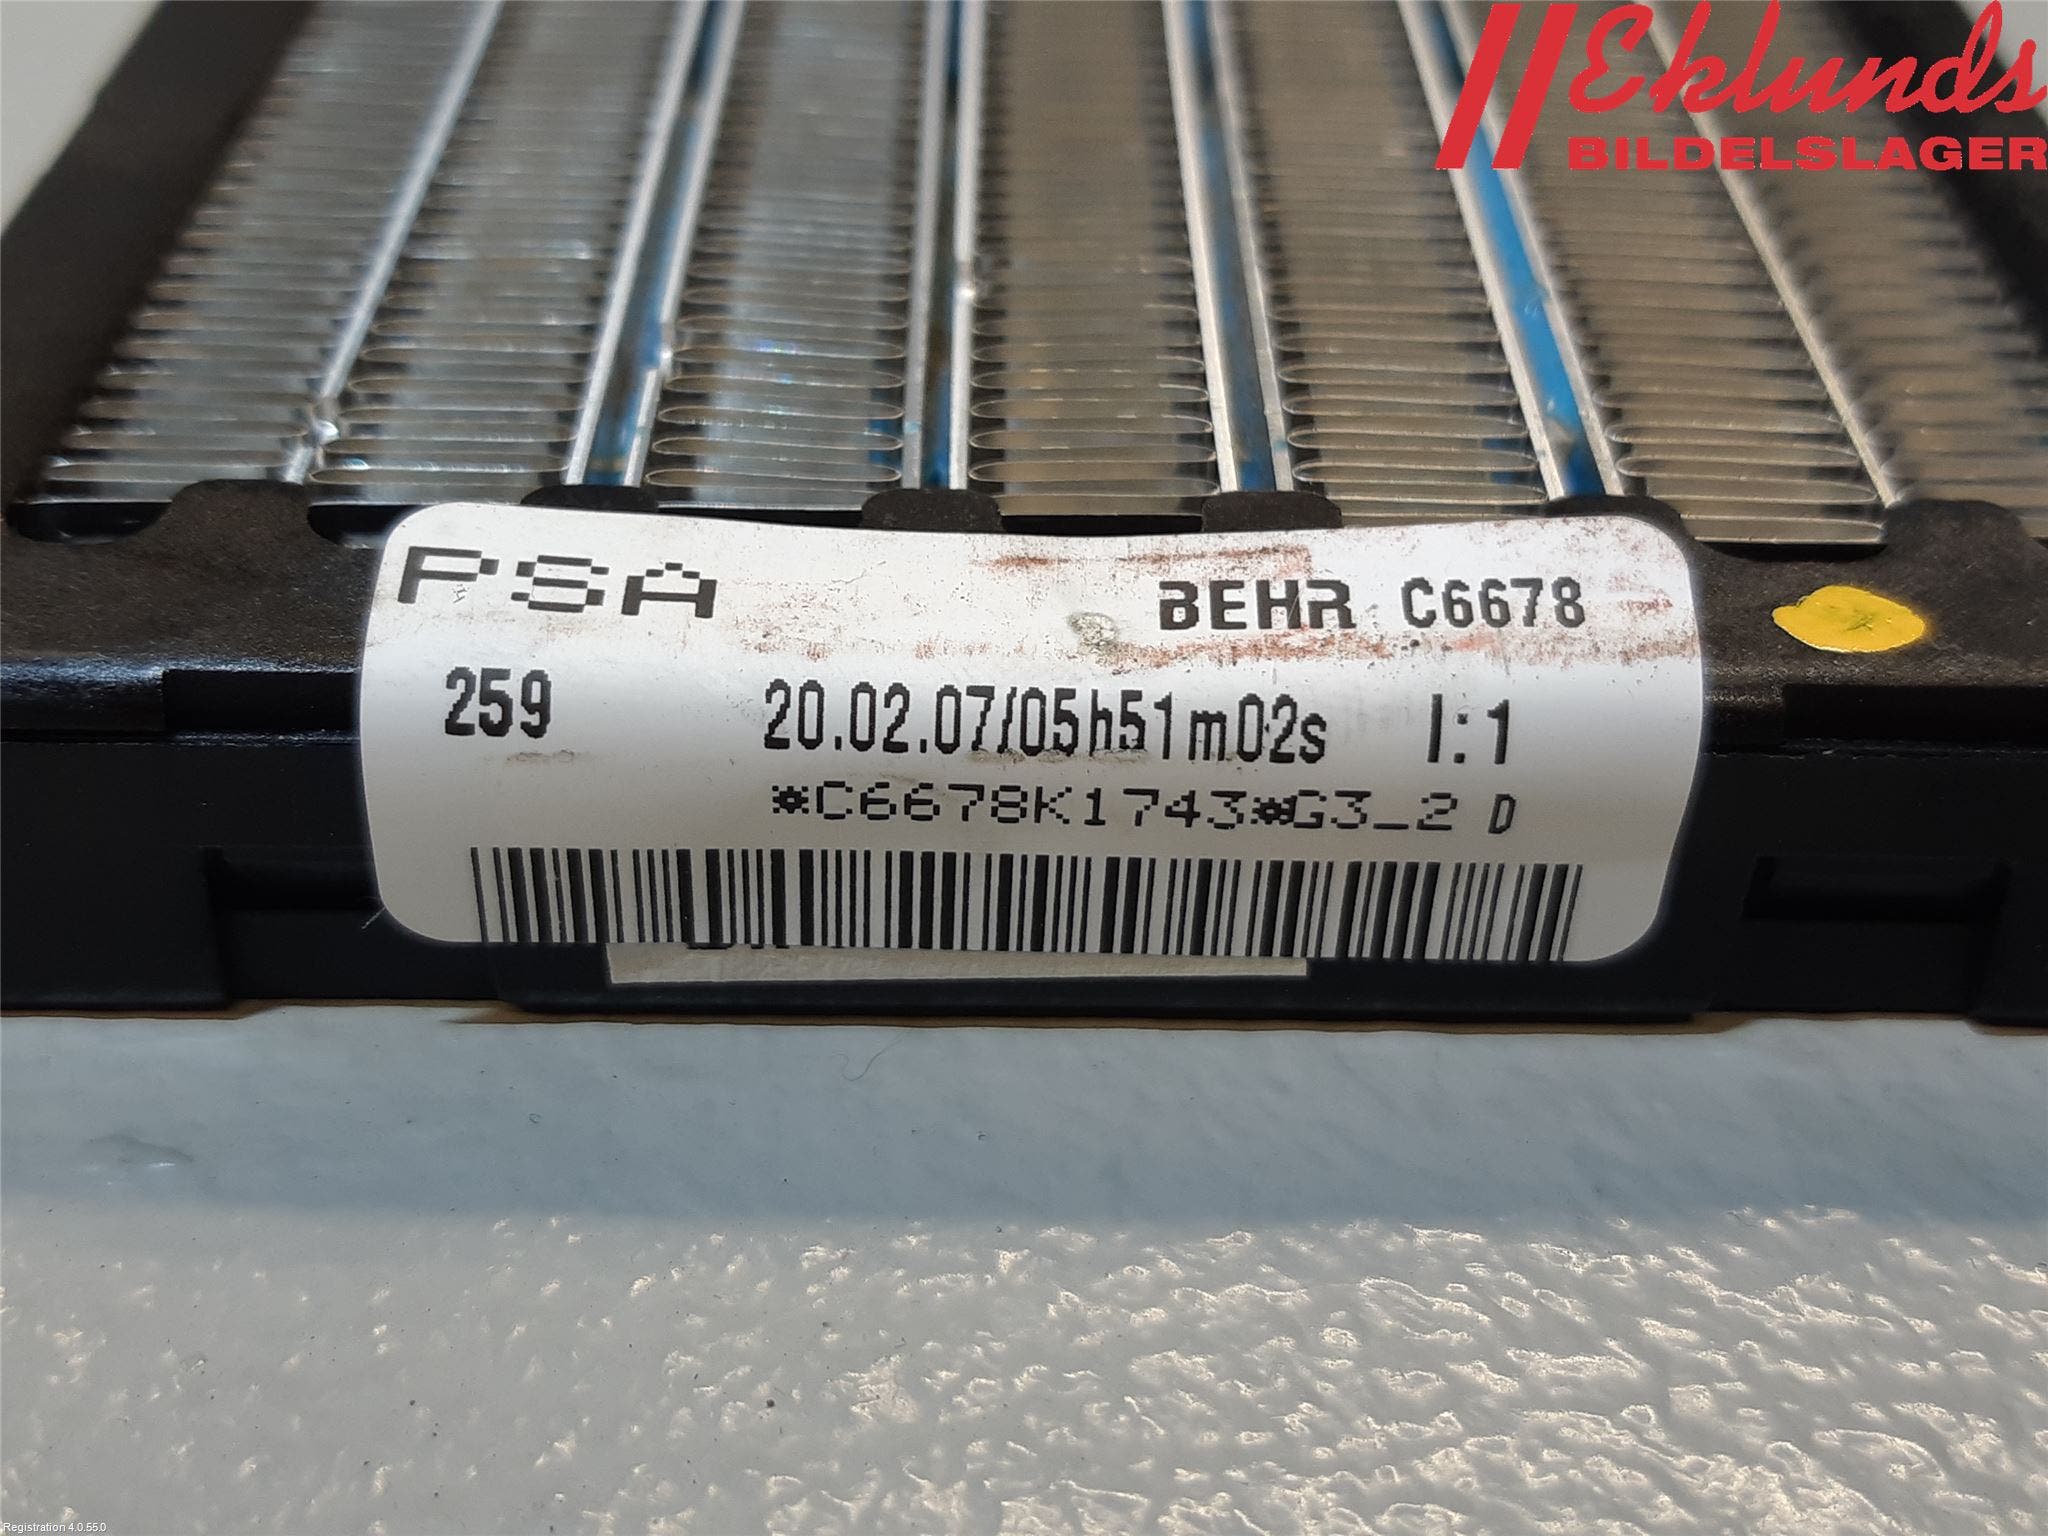 Eklunds
BILDELSLAGER
PSA
BEHR C6678
259 20.02.07/05h51m02s I:1
*C6678K1743*G3_2 D
Registration 4.0.55.0